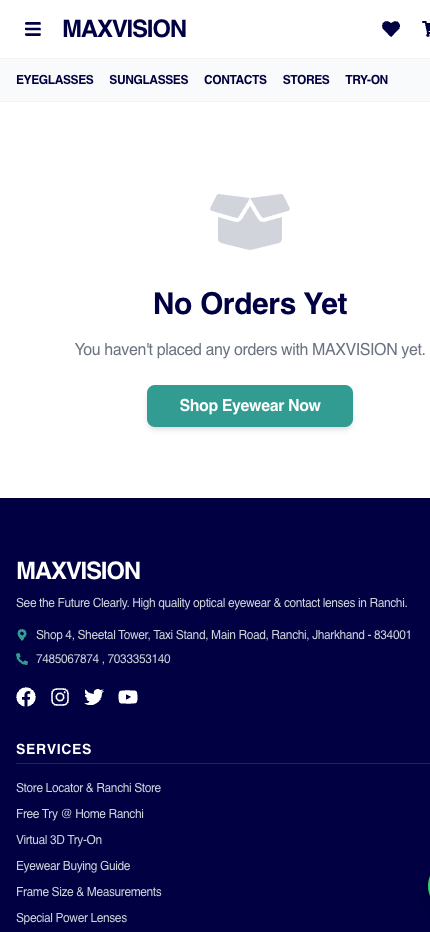 MAXVISION
EYEGLASSES SUNGLASSES CONTACTS STORES TRY-ON
No Orders Yet
You haven't placed any orders with MAXVISION yet.
Shop Eyewear Now
MAXVISION
See the Future Clearly. High quality optical eyewear & contact lenses in Ranchi.
Shop 4, Sheetal Tower, Taxi Stand, Main Road, Ranchi, Jharkhand - 834001
7485067874 , 7033353140
SERVICES
Store Locator & Ranchi Store
Free Try @ Home Ranchi
Virtual 3D Try-On
Eyewear Buying Guide
Frame Size & Measurements
Special Power Lenses